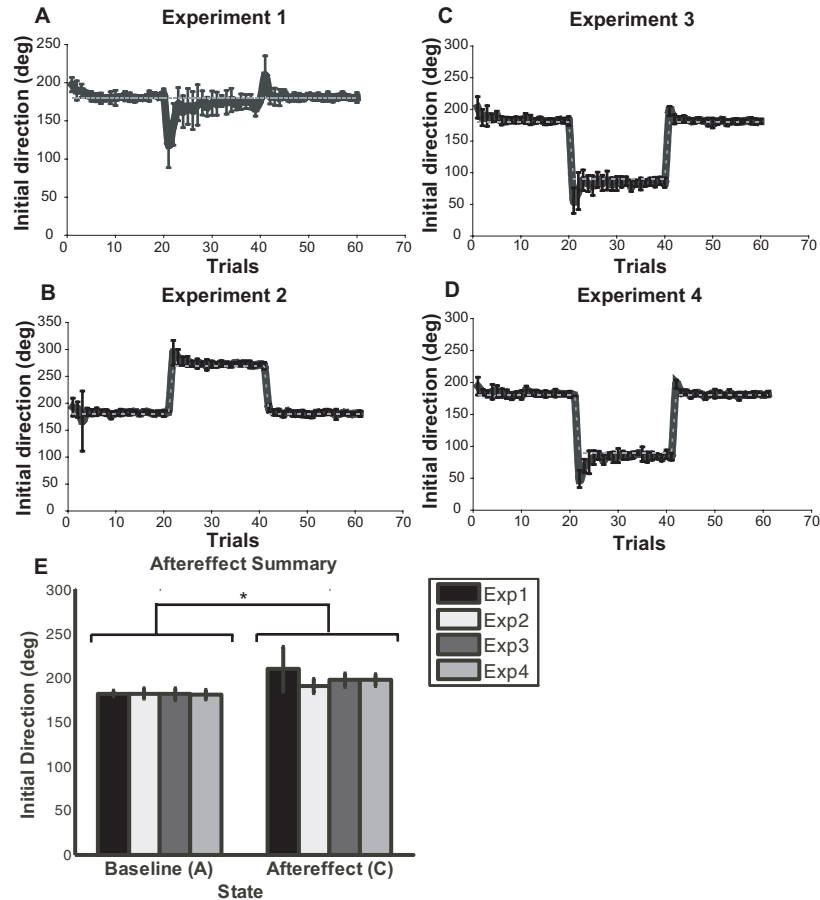 A
Experiment 1
Initial direction (deg)
250
200
150
100
50
0
0 10 20 30 40 50 60 70
Trials
C
Experiment 3
Initial direction (deg)
300
250
200
150
100
50
0
0 10 20 30 40 50 60 70
Trials
B
Experiment 2
Initial direction (deg)
350
300
250
200
150
100
50
0
0 10 20 30 40 50 60 70
Trials
D
Experiment 4
Initial direction (deg)
300
250
200
150
100
50
0
0 10 20 30 40 50 60 70
Trials
E
Aftereffect Summary
Initial Direction (deg)
300
250
200
150
100
50
0
*
Baseline (A) Aftereffect (C)
State
Exp1
Exp2
Exp3
Exp4